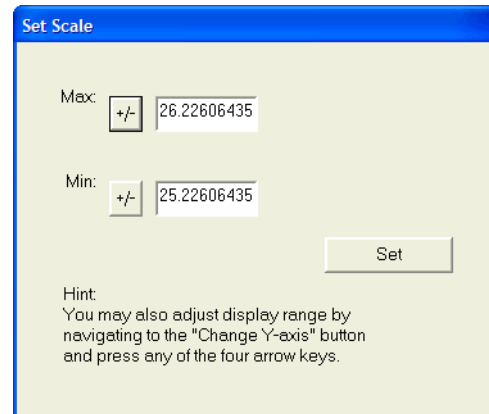 Set Scale
Max: +/- 26.22606435
Min: +/- 25.22606435
Set
Hint:
You may also adjust display range by
navigating to the "Change Y-axis" button
and press any of the four arrow keys.